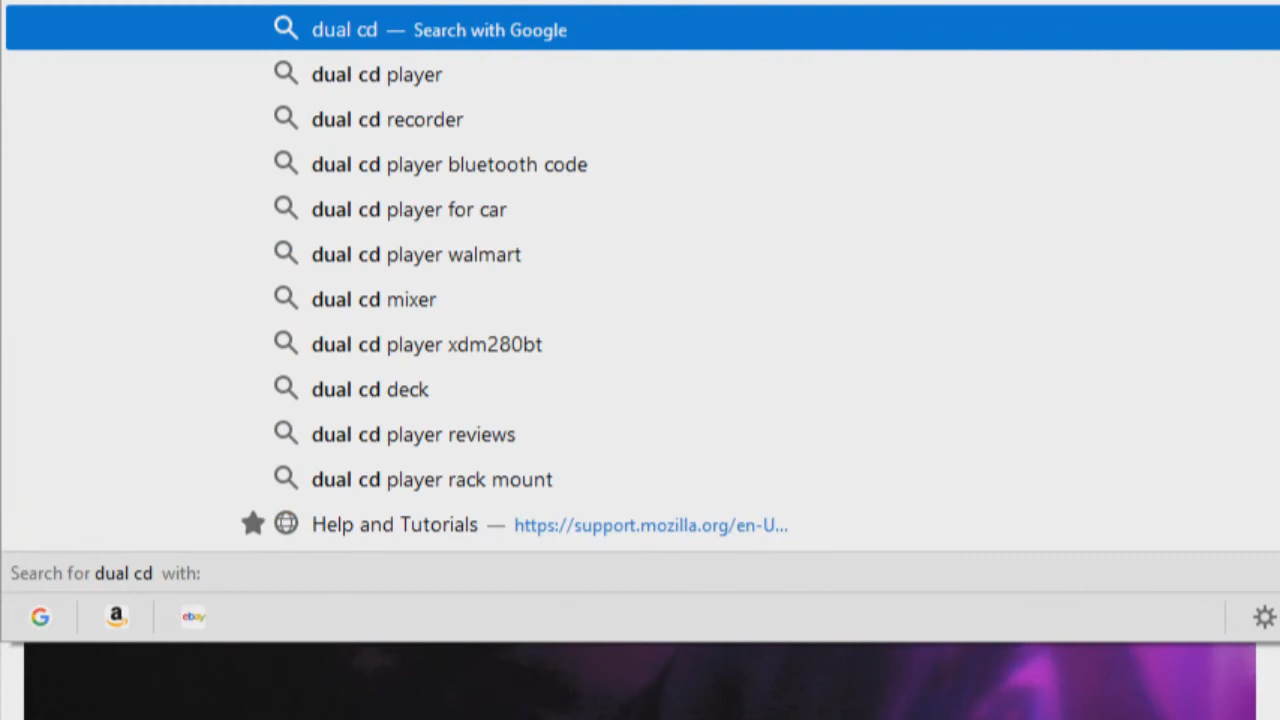 dual cd — Search with Google
dual cd player
dual cd recorder
dual cd player bluetooth code
dual cd player for car
dual cd player walmart
dual cd mixer
dual cd player xdm280bt
dual cd deck
dual cd player reviews
dual cd player rack mount
Help and Tutorials — https://support.mozilla.org/en-U...
Search for dual cd with:
G a ebay